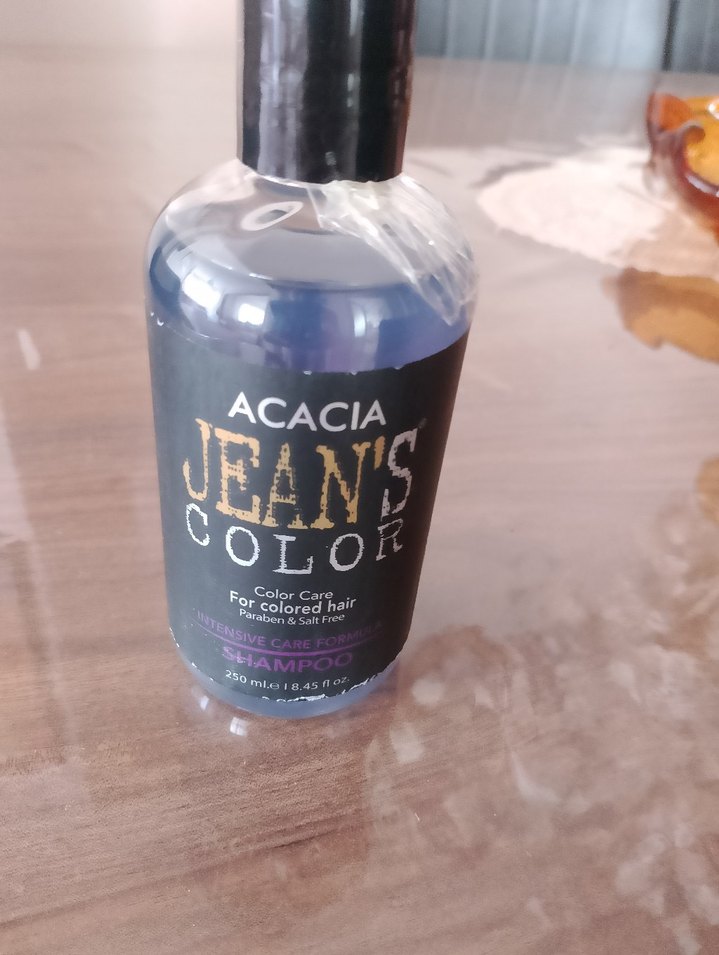 ACACIA
JEAN'S
COLOR
Color Care
For colored hair
Paraben & Salt Free
INTENSIVE CARE FORMULA
SHAMPOO
250 ml.℮ | 8.45 fl oz.